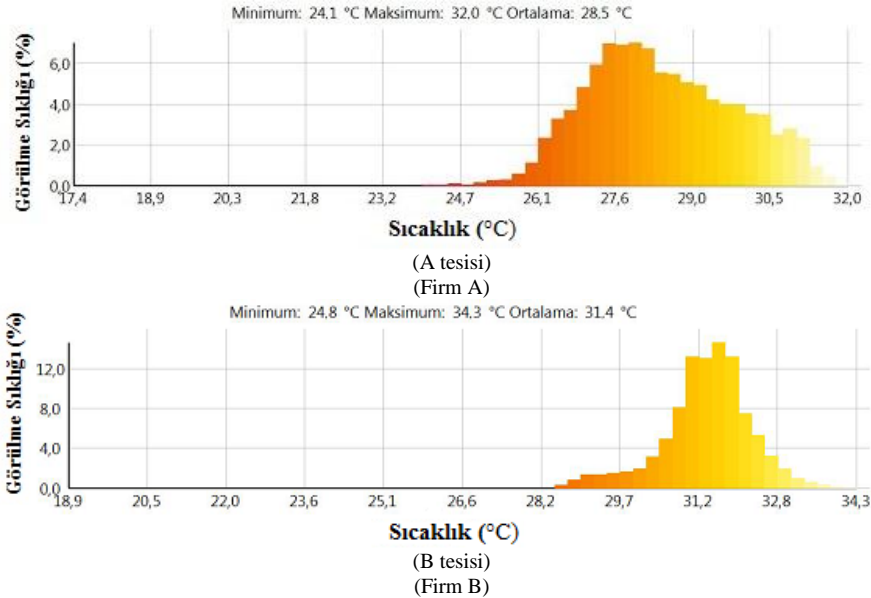 Minimum: 24,1 °C Maksimum: 32,0 °C Ortalama: 28,5 °C
Görülme Sıklığı (%)
6,0
4,0
2,0
0,0
17,4 18,9 20,3 21,8 23,2 24,7 26,1 27,6 29,0 30,5 32,0
Sıcaklık (°C)
(A tesisi)
(Firm A)
Minimum: 24,8 °C Maksimum: 34,3 °C Ortalama: 31,4 °C
Görülme Sıklığı (%)
12,0
8,0
4,0
0,0
18,9 20,5 22,0 23,6 25,1 26,6 28,2 29,7 31,2 32,8 34,3
Sıcaklık (°C)
(B tesisi)
(Firm B)